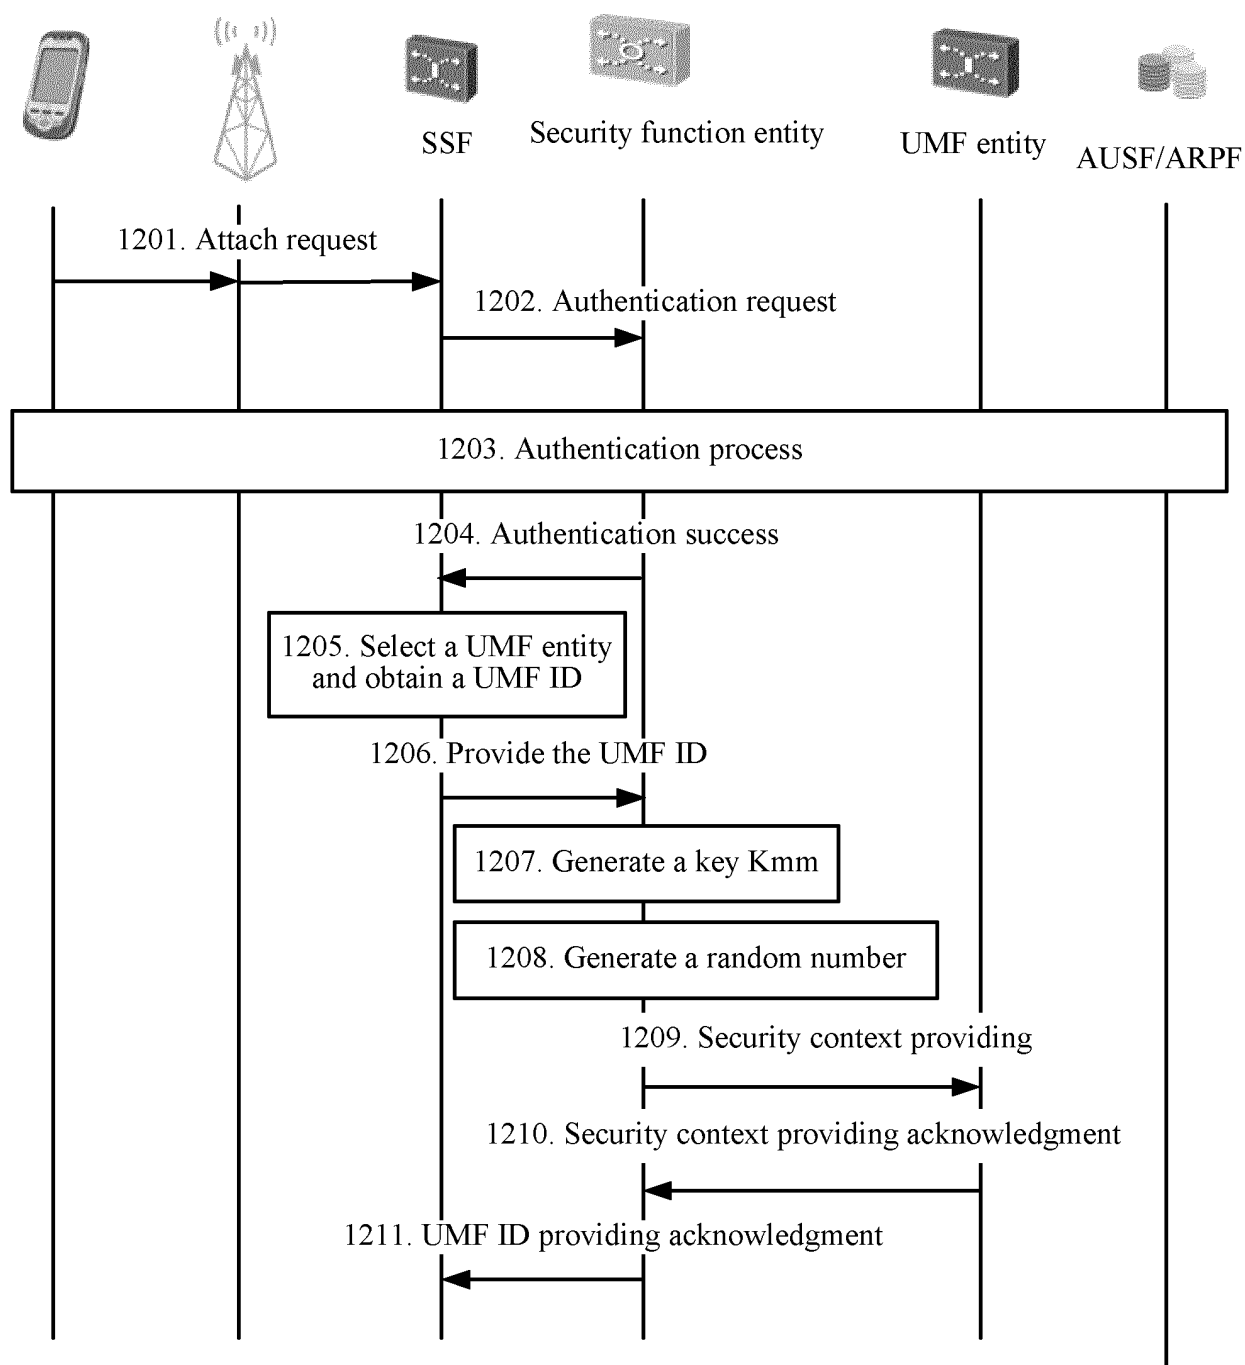 SSF
Security function entity
UMF entity
AUSF/ARPF
1201. Attach request
1202. Authentication request
1203. Authentication process
1204. Authentication success
1205. Select a UMF entity
and obtain a UMF ID
1206. Provide the UMF ID
1207. Generate a key Kmm
1208. Generate a random number
1209. Security context providing
1210. Security context providing acknowledgment
1211. UMF ID providing acknowledgment